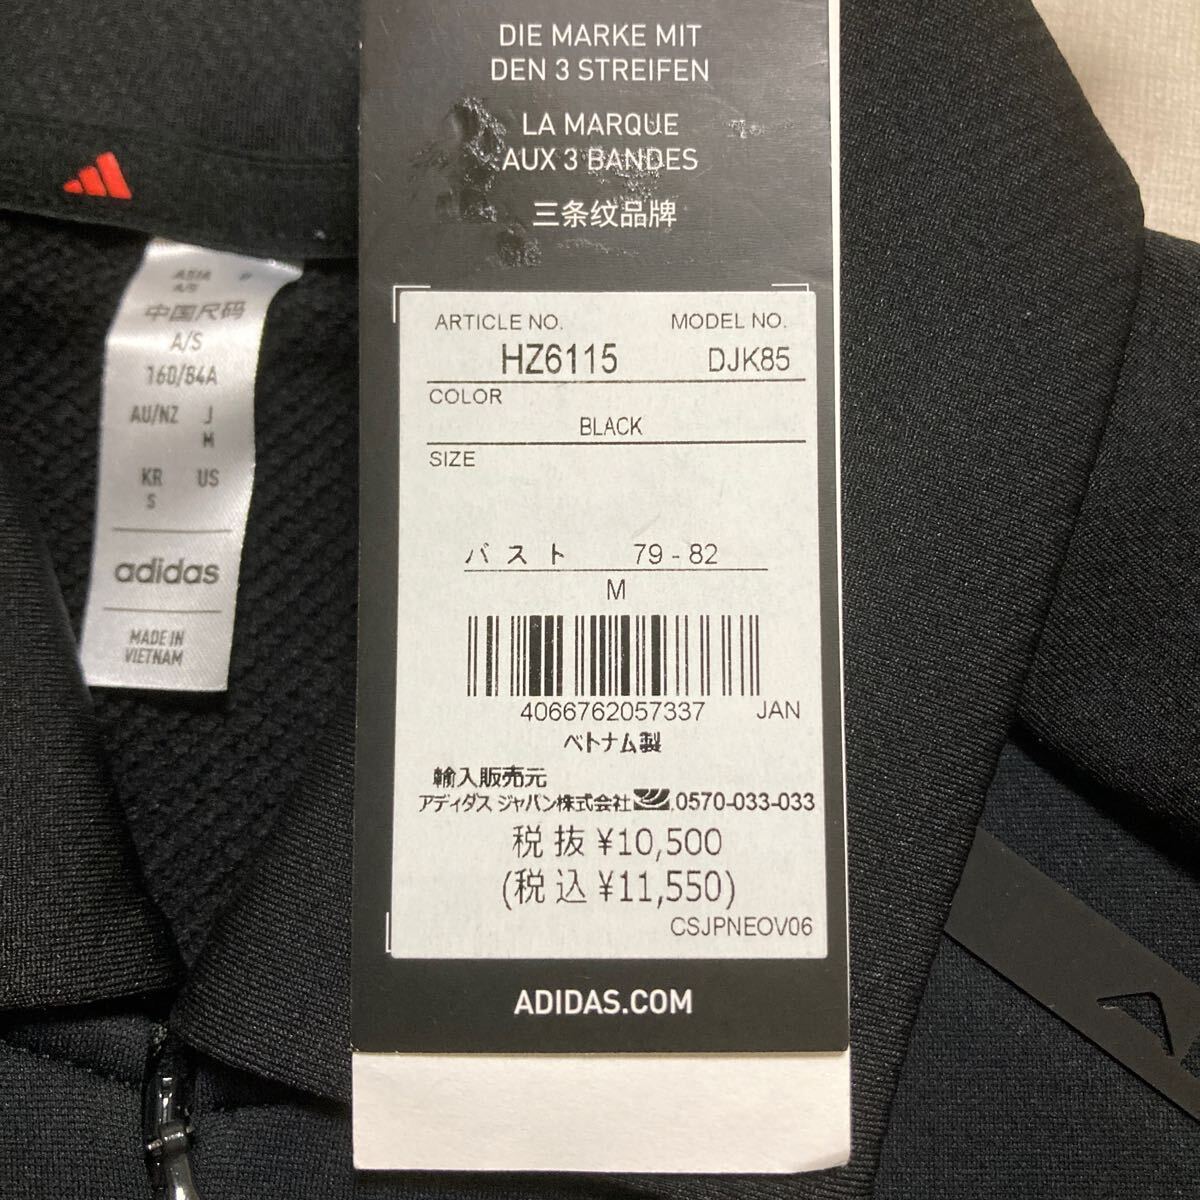 DIE MARKE MIT
DEN 3 STREIFEN
LA MARQUE
AUX 3 BANDES
三条纹品牌
ARTICLE NO. MODEL NO.
HZ6115 DJK85
COLOR
BLACK
SIZE
バスト 79-82
M
4066762057337 JAN
ベトナム製
輸入販売元
アディダス ジャパン株式会社 0570-033-033
税抜 ¥10,500
(税込 ¥11,550)
CSJPNEOV06
ADIDAS.COM
ASIA
A/S
中国尺码
A/S
160/84A
AU/NZ J
M
KR US
S
adidas
MADE IN
VIETNAM